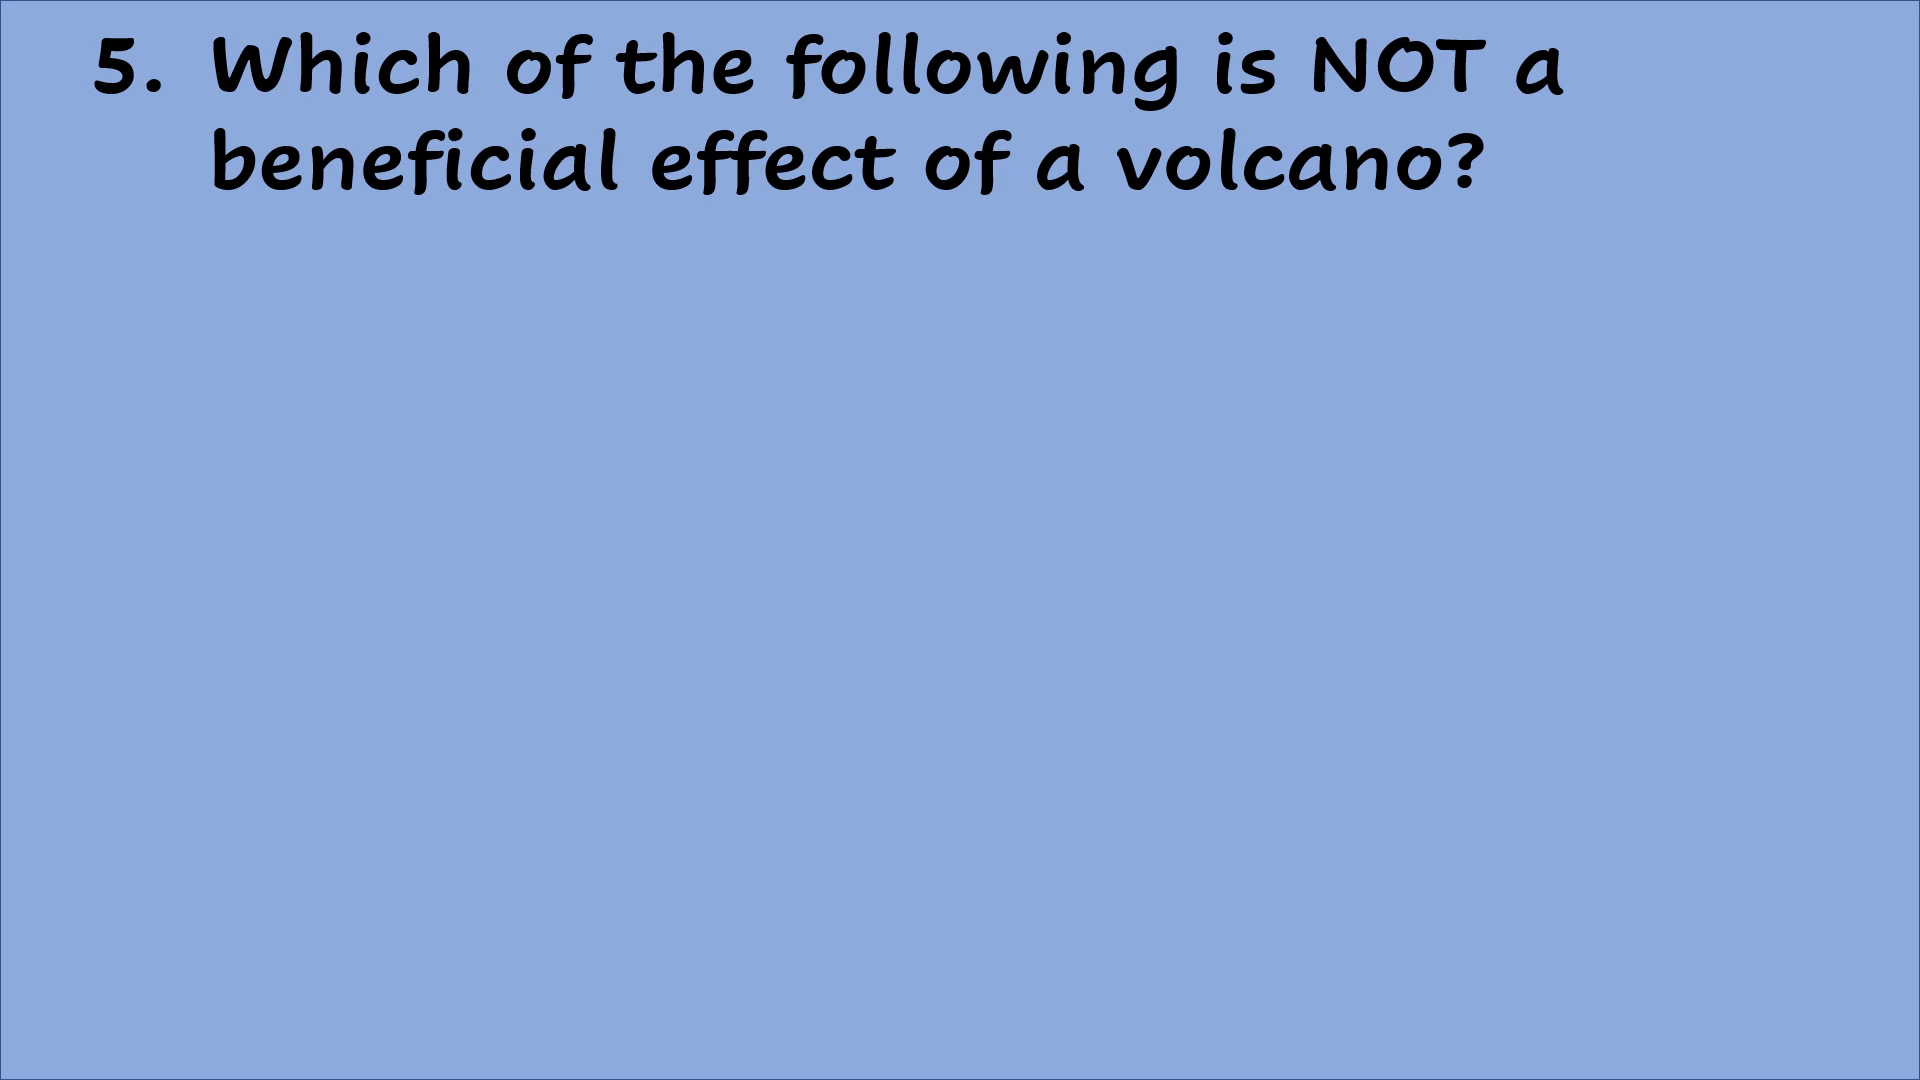 5. Which of the following is NOT a
beneficial effect of a volcano?